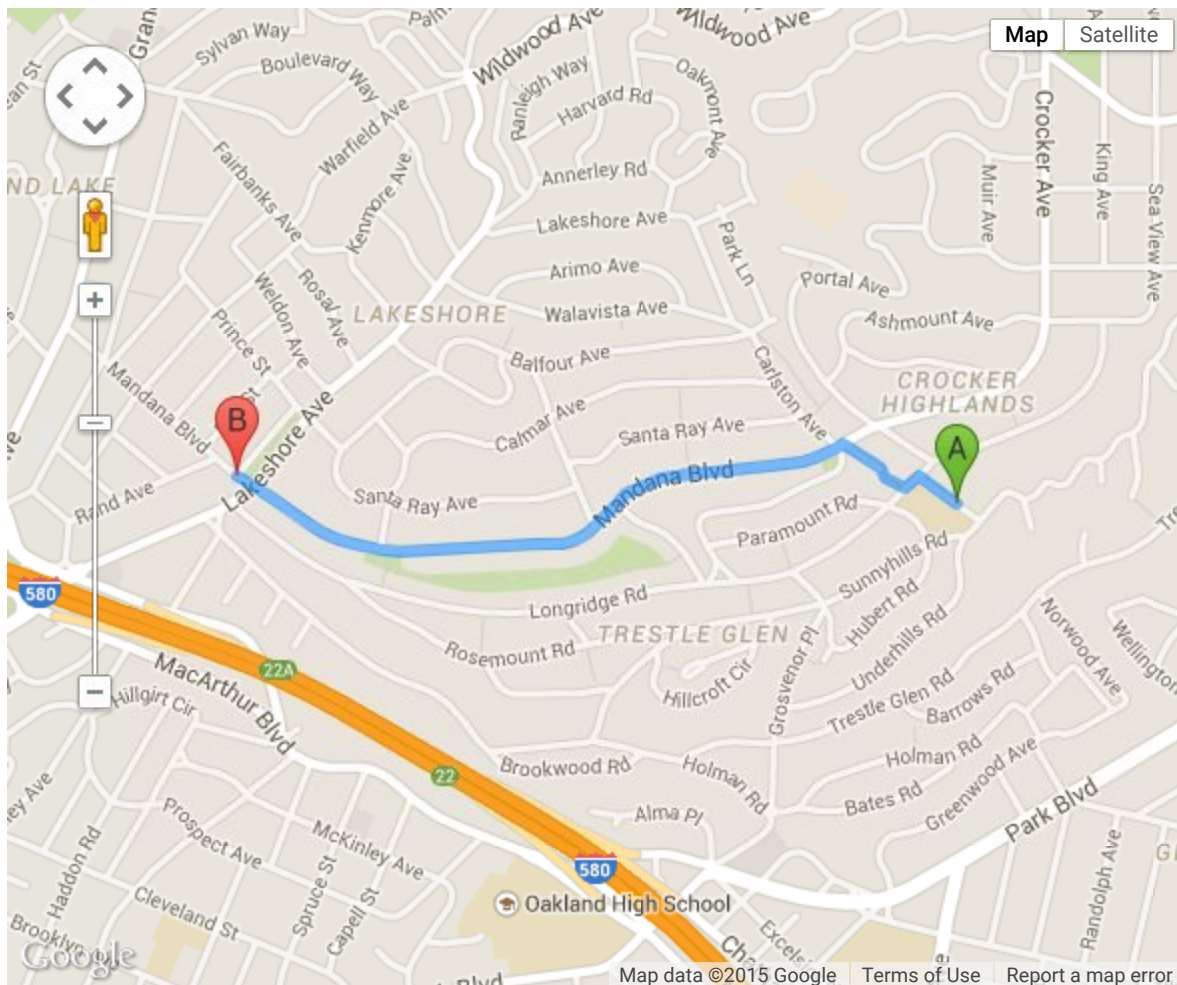 Map
Satellite
Sylvan Way
Boulevard Way
Warfield Ave
Kenmore Ave
Fairbanks Ave
Wildwood Ave
Wildwood Ave
Ranleigh Way
Harvard Rd
Oakmont Ave
Annerley Rd
Lakeshore Ave
Park Ln
Arimo Ave
Walavista Ave
Balfour Ave
Calmar Ave
Santa Ray Ave
Santa Ray Ave
Carlston Ave
Portal Ave
Ashmount Ave
Muir Ave
Crocker Ave
King Ave
Sea View Ave
ND LAKE
LAKESHORE
CROCKER
HIGHLANDS
Rosal Ave
Weldon Ave
Prince St
St
Mandana Blvd
B
A
Lakeshore Ave
Rand Ave
Mandana Blvd
Paramount Rd
Sunnyhills Rd
Hubert Rd
Underhills Rd
Longridge Rd
TRESTLE GLEN
Rosemount Rd
Hillcroft Cir
Grosvenor Pl
Trestle Glen Rd
Barrows Rd
Norwood Ave
Wellington
Holman Rd
Bates Rd
Greenwood Ave
Park Blvd
Brookwood Rd
Holman Rd
Alma Pl
580
22A
22
580
MacArthur Blvd
Hillgirt Cir
Prospect Ave
McKinley Ave
Haddon Rd
Spruce St
Capell St
Cleveland St
Brooklyn
Oakland High School
Randolph Ave
Excelsi
Blvd
Google
Map data ©2015 Google
Terms of Use
Report a map error